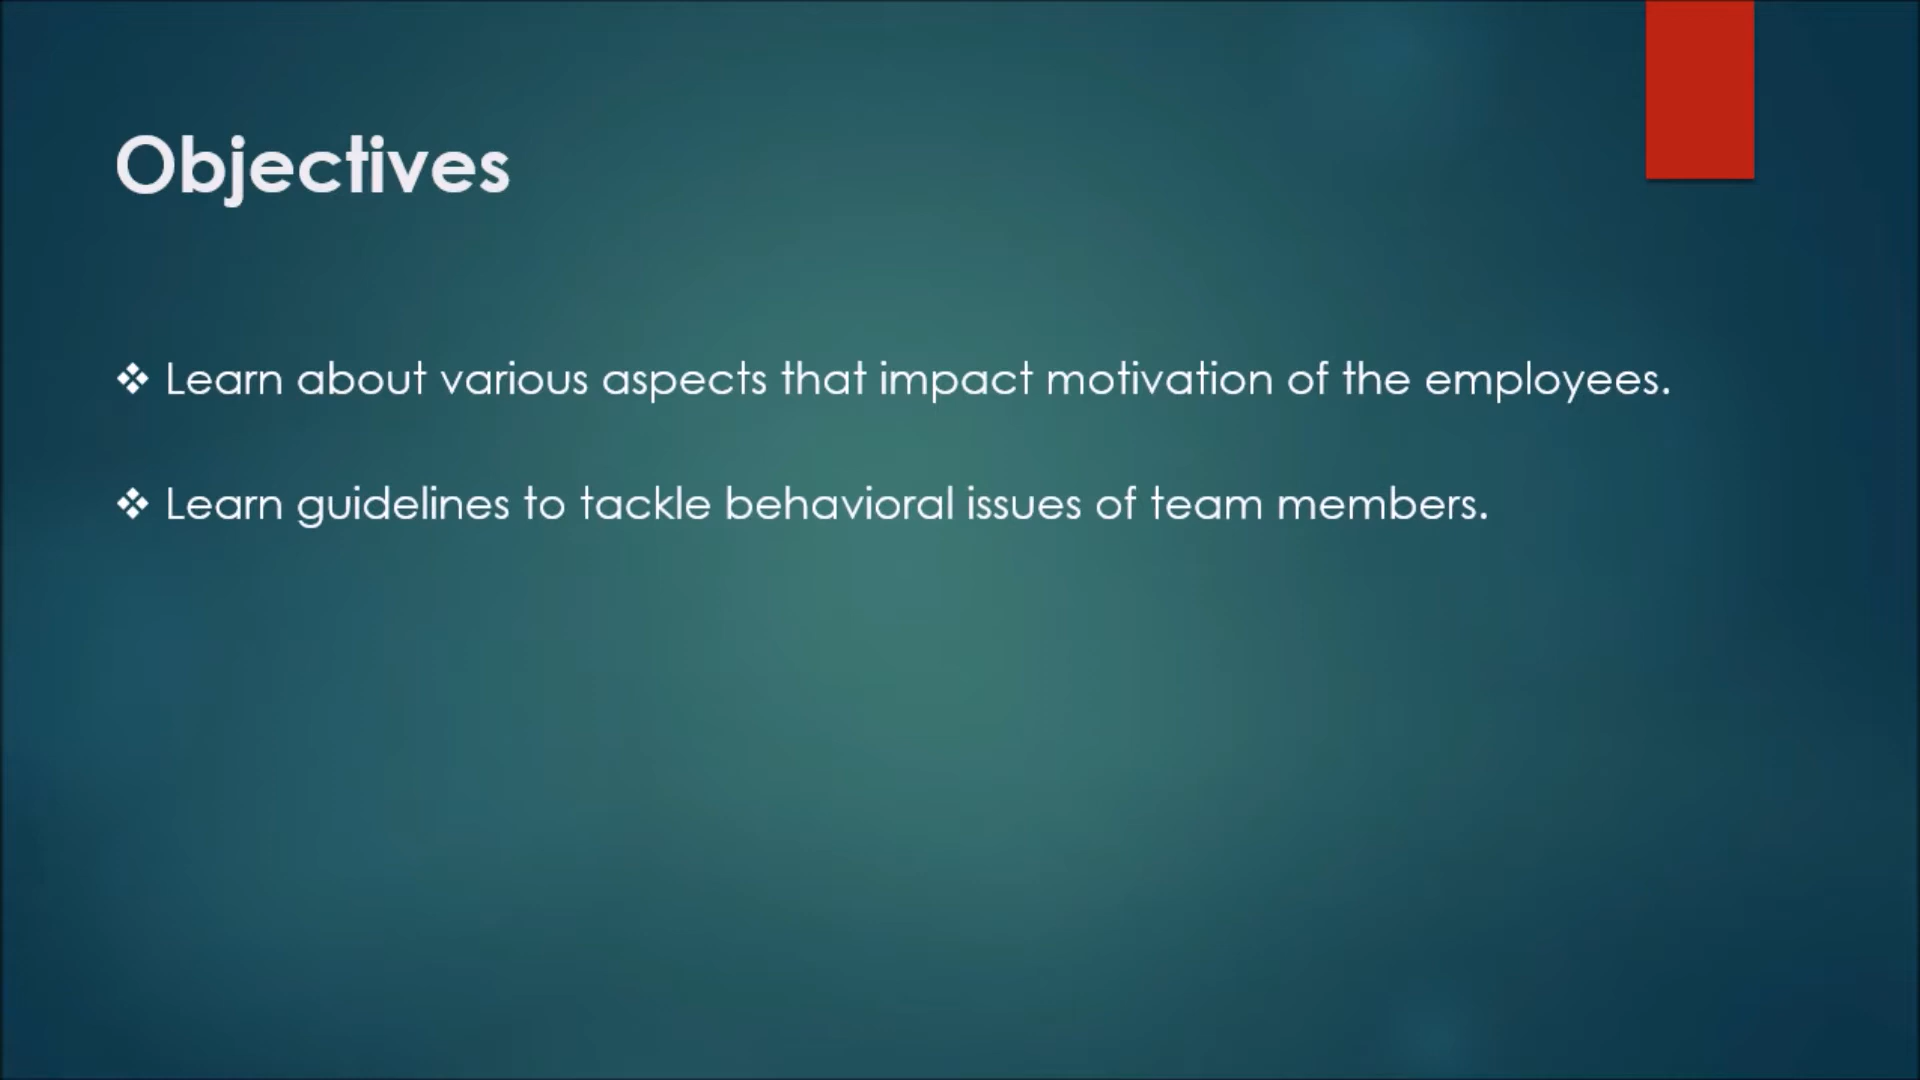 Objectives
❖ Learn about various aspects that impact motivation of the employees.
❖ Learn guidelines to tackle behavioral issues of team members.